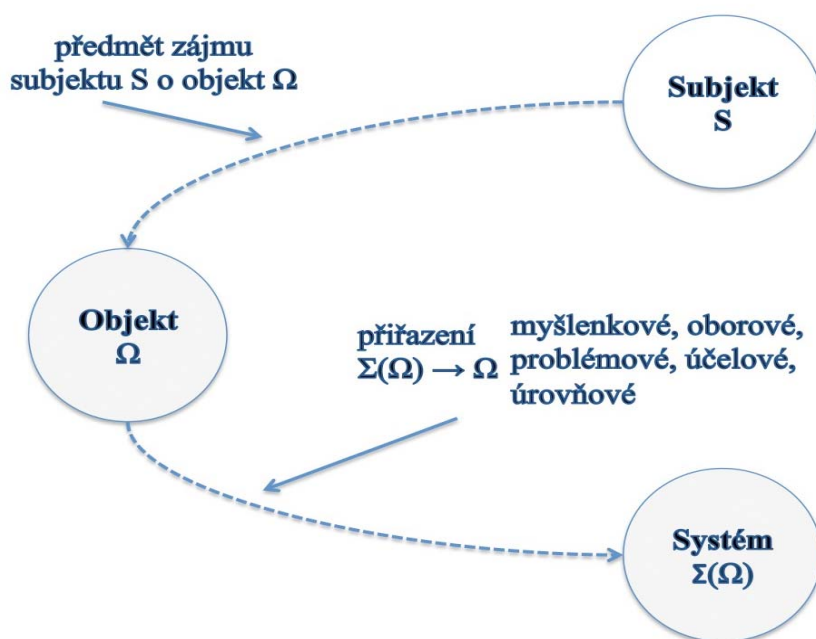 předmět zájmu
subjektu S o objekt Ω
Subjekt
S
Objekt
Ω
přiřazení
Σ(Ω) → Ω
myšlenkové, oborové,
problémové, účelové,
úrovňové
Systém
Σ(Ω)